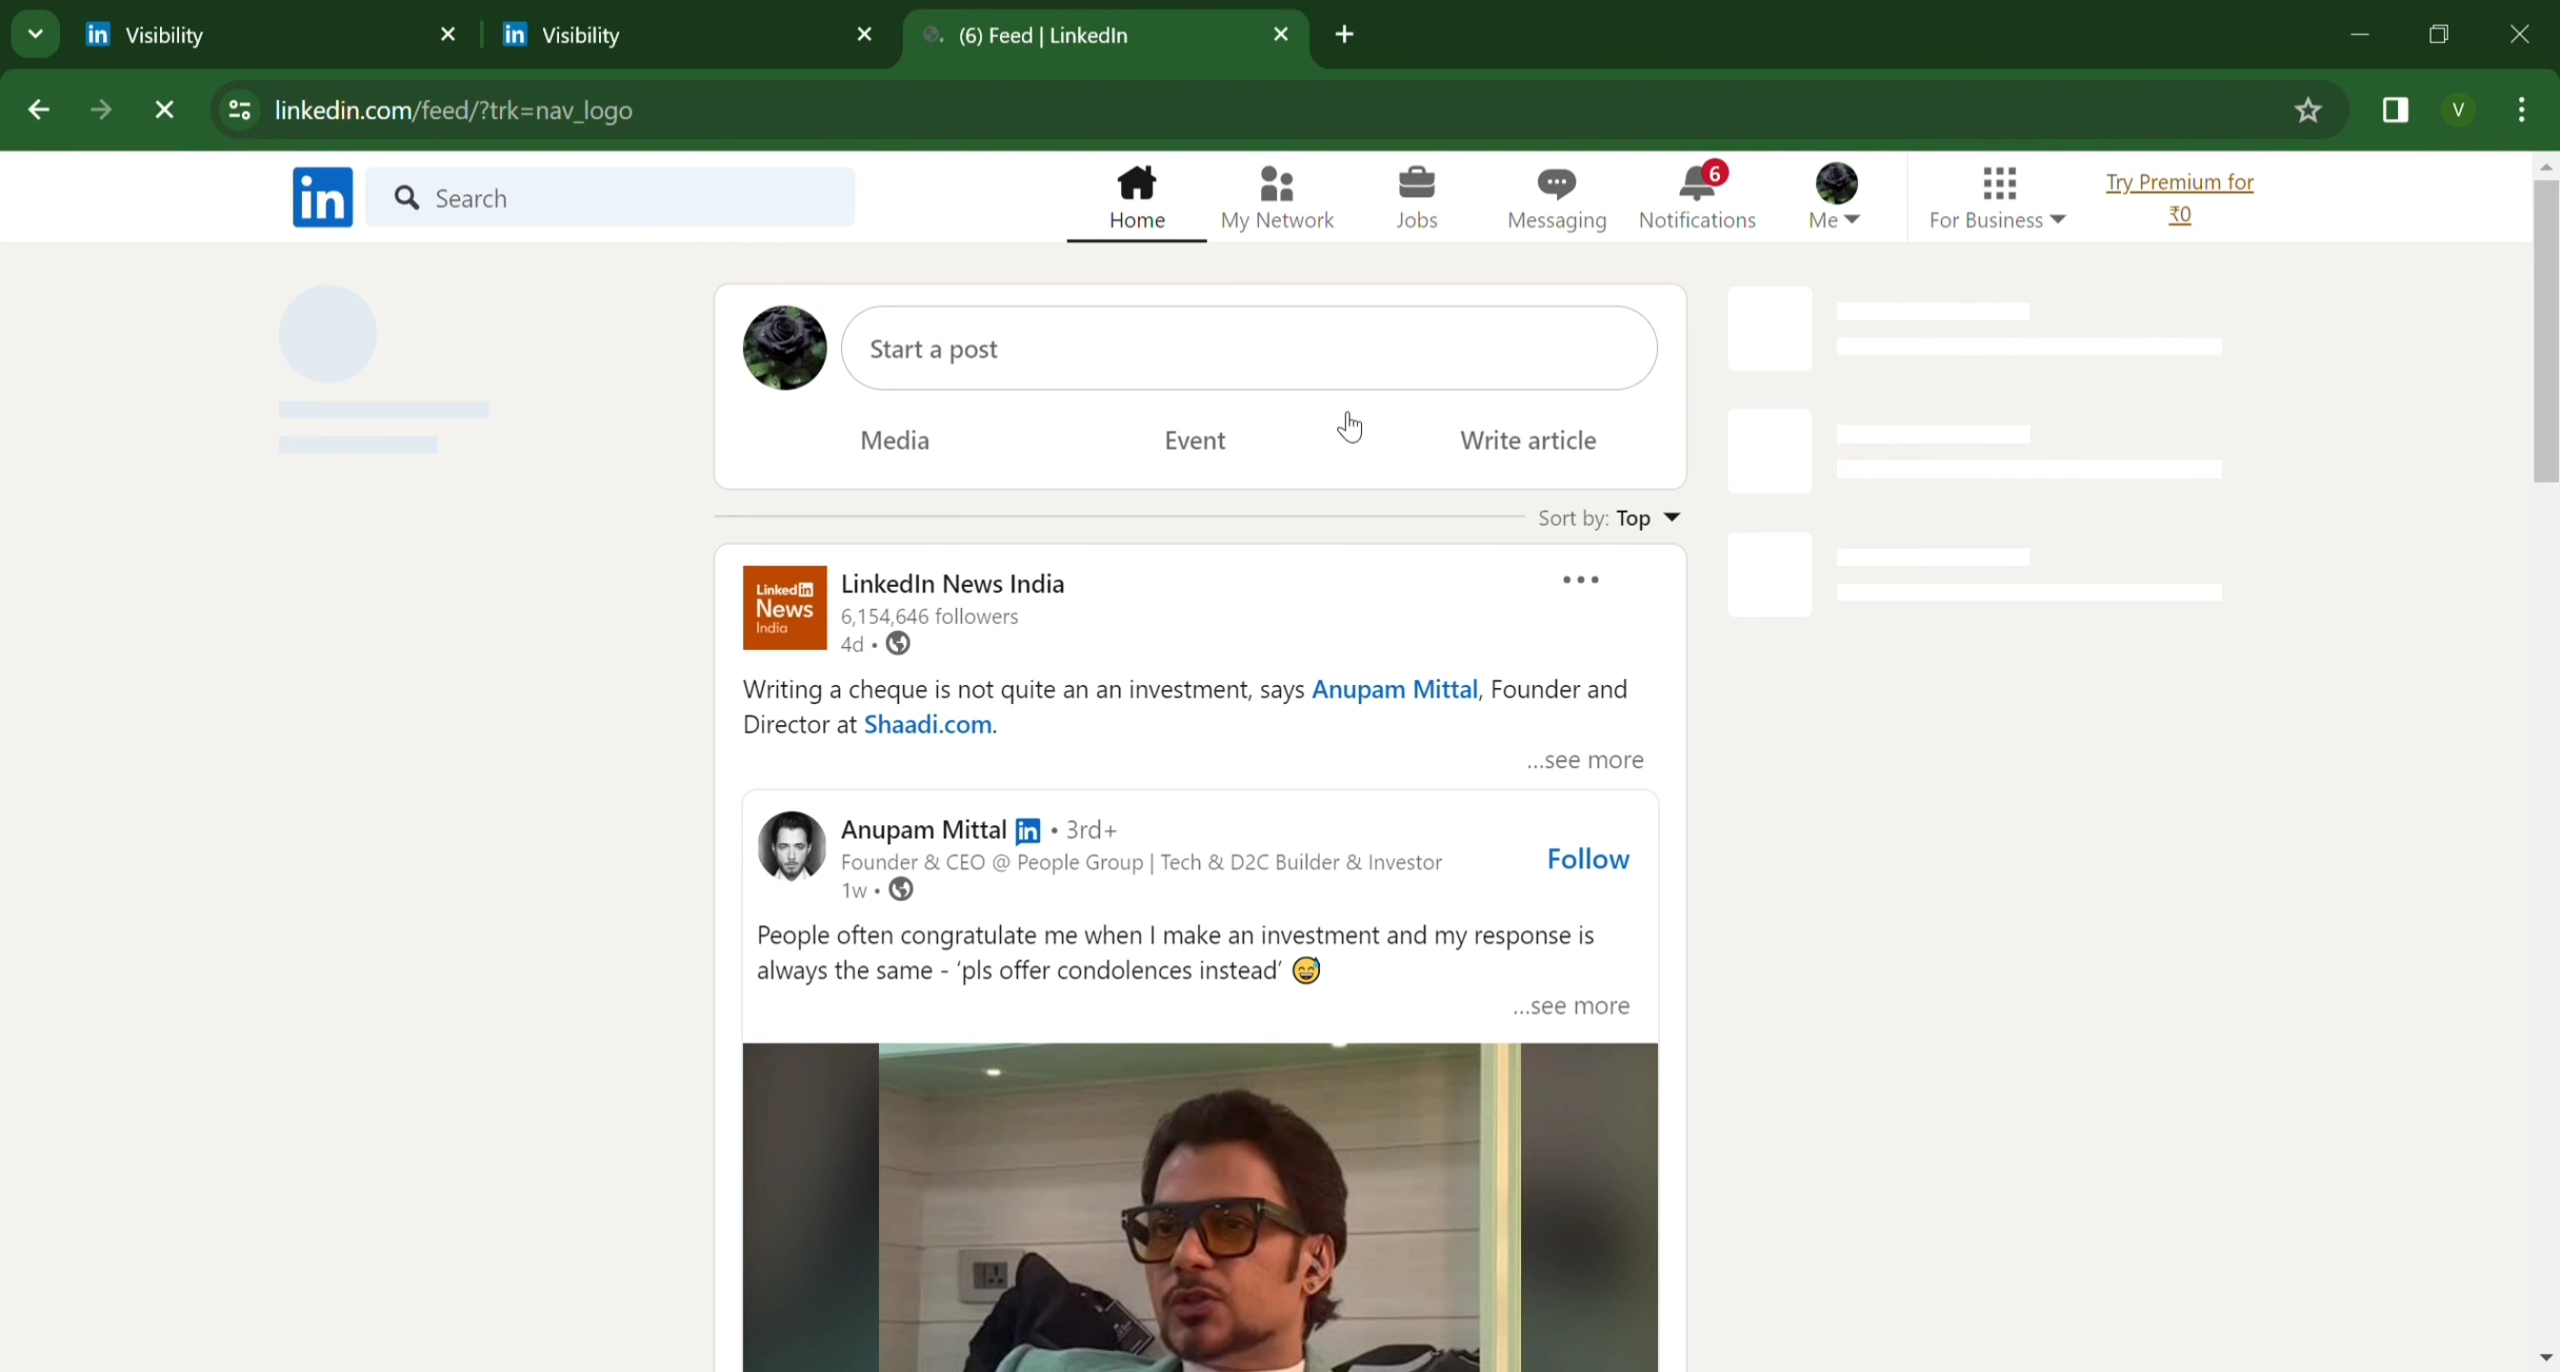 Visibility
Visibility
(6) Feed | LinkedIn
linkedin.com/feed/?trk=nav_logo
V
in
Search
Home
My Network
Jobs
Messaging
6
Notifications
Me
For Business
Try Premium for
₹0
Start a post
Media
Event
Write article
Sort by: Top
Linked in
News
India
LinkedIn News India
6,154,646 followers
4d •
Writing a cheque is not quite an an investment, says Anupam Mittal, Founder and
Director at Shaadi.com.
...see more
Anupam Mittal in • 3rd+
Founder & CEO @ People Group | Tech & D2C Builder & Investor
1w •
Follow
People often congratulate me when I make an investment and my response is
always the same - ‘pls offer condolences instead’ 😅
...see more